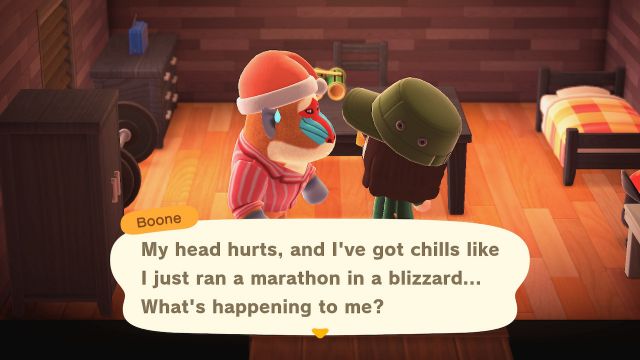 Boone
My head hurts, and I've got chills like
I just ran a marathon in a blizzard...
What's happening to me?